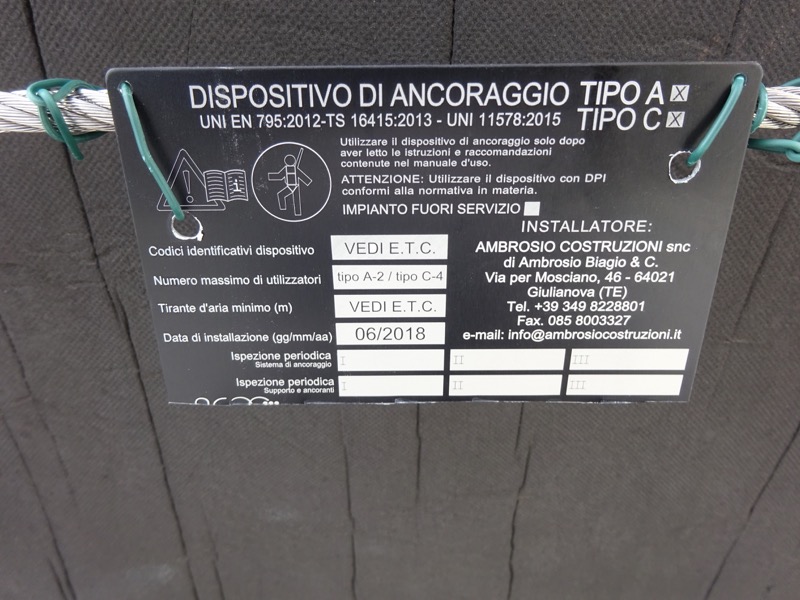 DISPOSITIVO DI ANCORAGGIO TIPO A X
UNI EN 795:2012-TS 16415:2013 - UNI 11578:2015 TIPO C X
Utilizzare il dispositivo di ancoraggio solo dopo
aver letto le istruzioni e raccomandazioni
contenute nel manuale d'uso.
ATTENZIONE: Utilizzare il dispositivo con DPI
conformi alla normativa in materia.
IMPIANTO FUORI SERVIZIO
INSTALLATORE:
AMBROSIO COSTRUZIONI snc
di Ambrosio Biagio & C.
Via per Mosciano, 46 - 64021
Giulianova (TE)
Tel. +39 349 8228801
Fax. 085 8003327
e-mail: info@ambrosiocostruzioni.it
Codici identificativi dispositivo VEDI E.T.C.
Numero massimo di utilizzatori tipo A-2 / tipo C-4
Tirante d'aria minimo (m) VEDI E.T.C.
Data di installazione (gg/mm/aa) 06/2018
Ispezione periodica I II III
Sistema di ancoraggio
Ispezione periodica I II III
Supporto e ancoranti